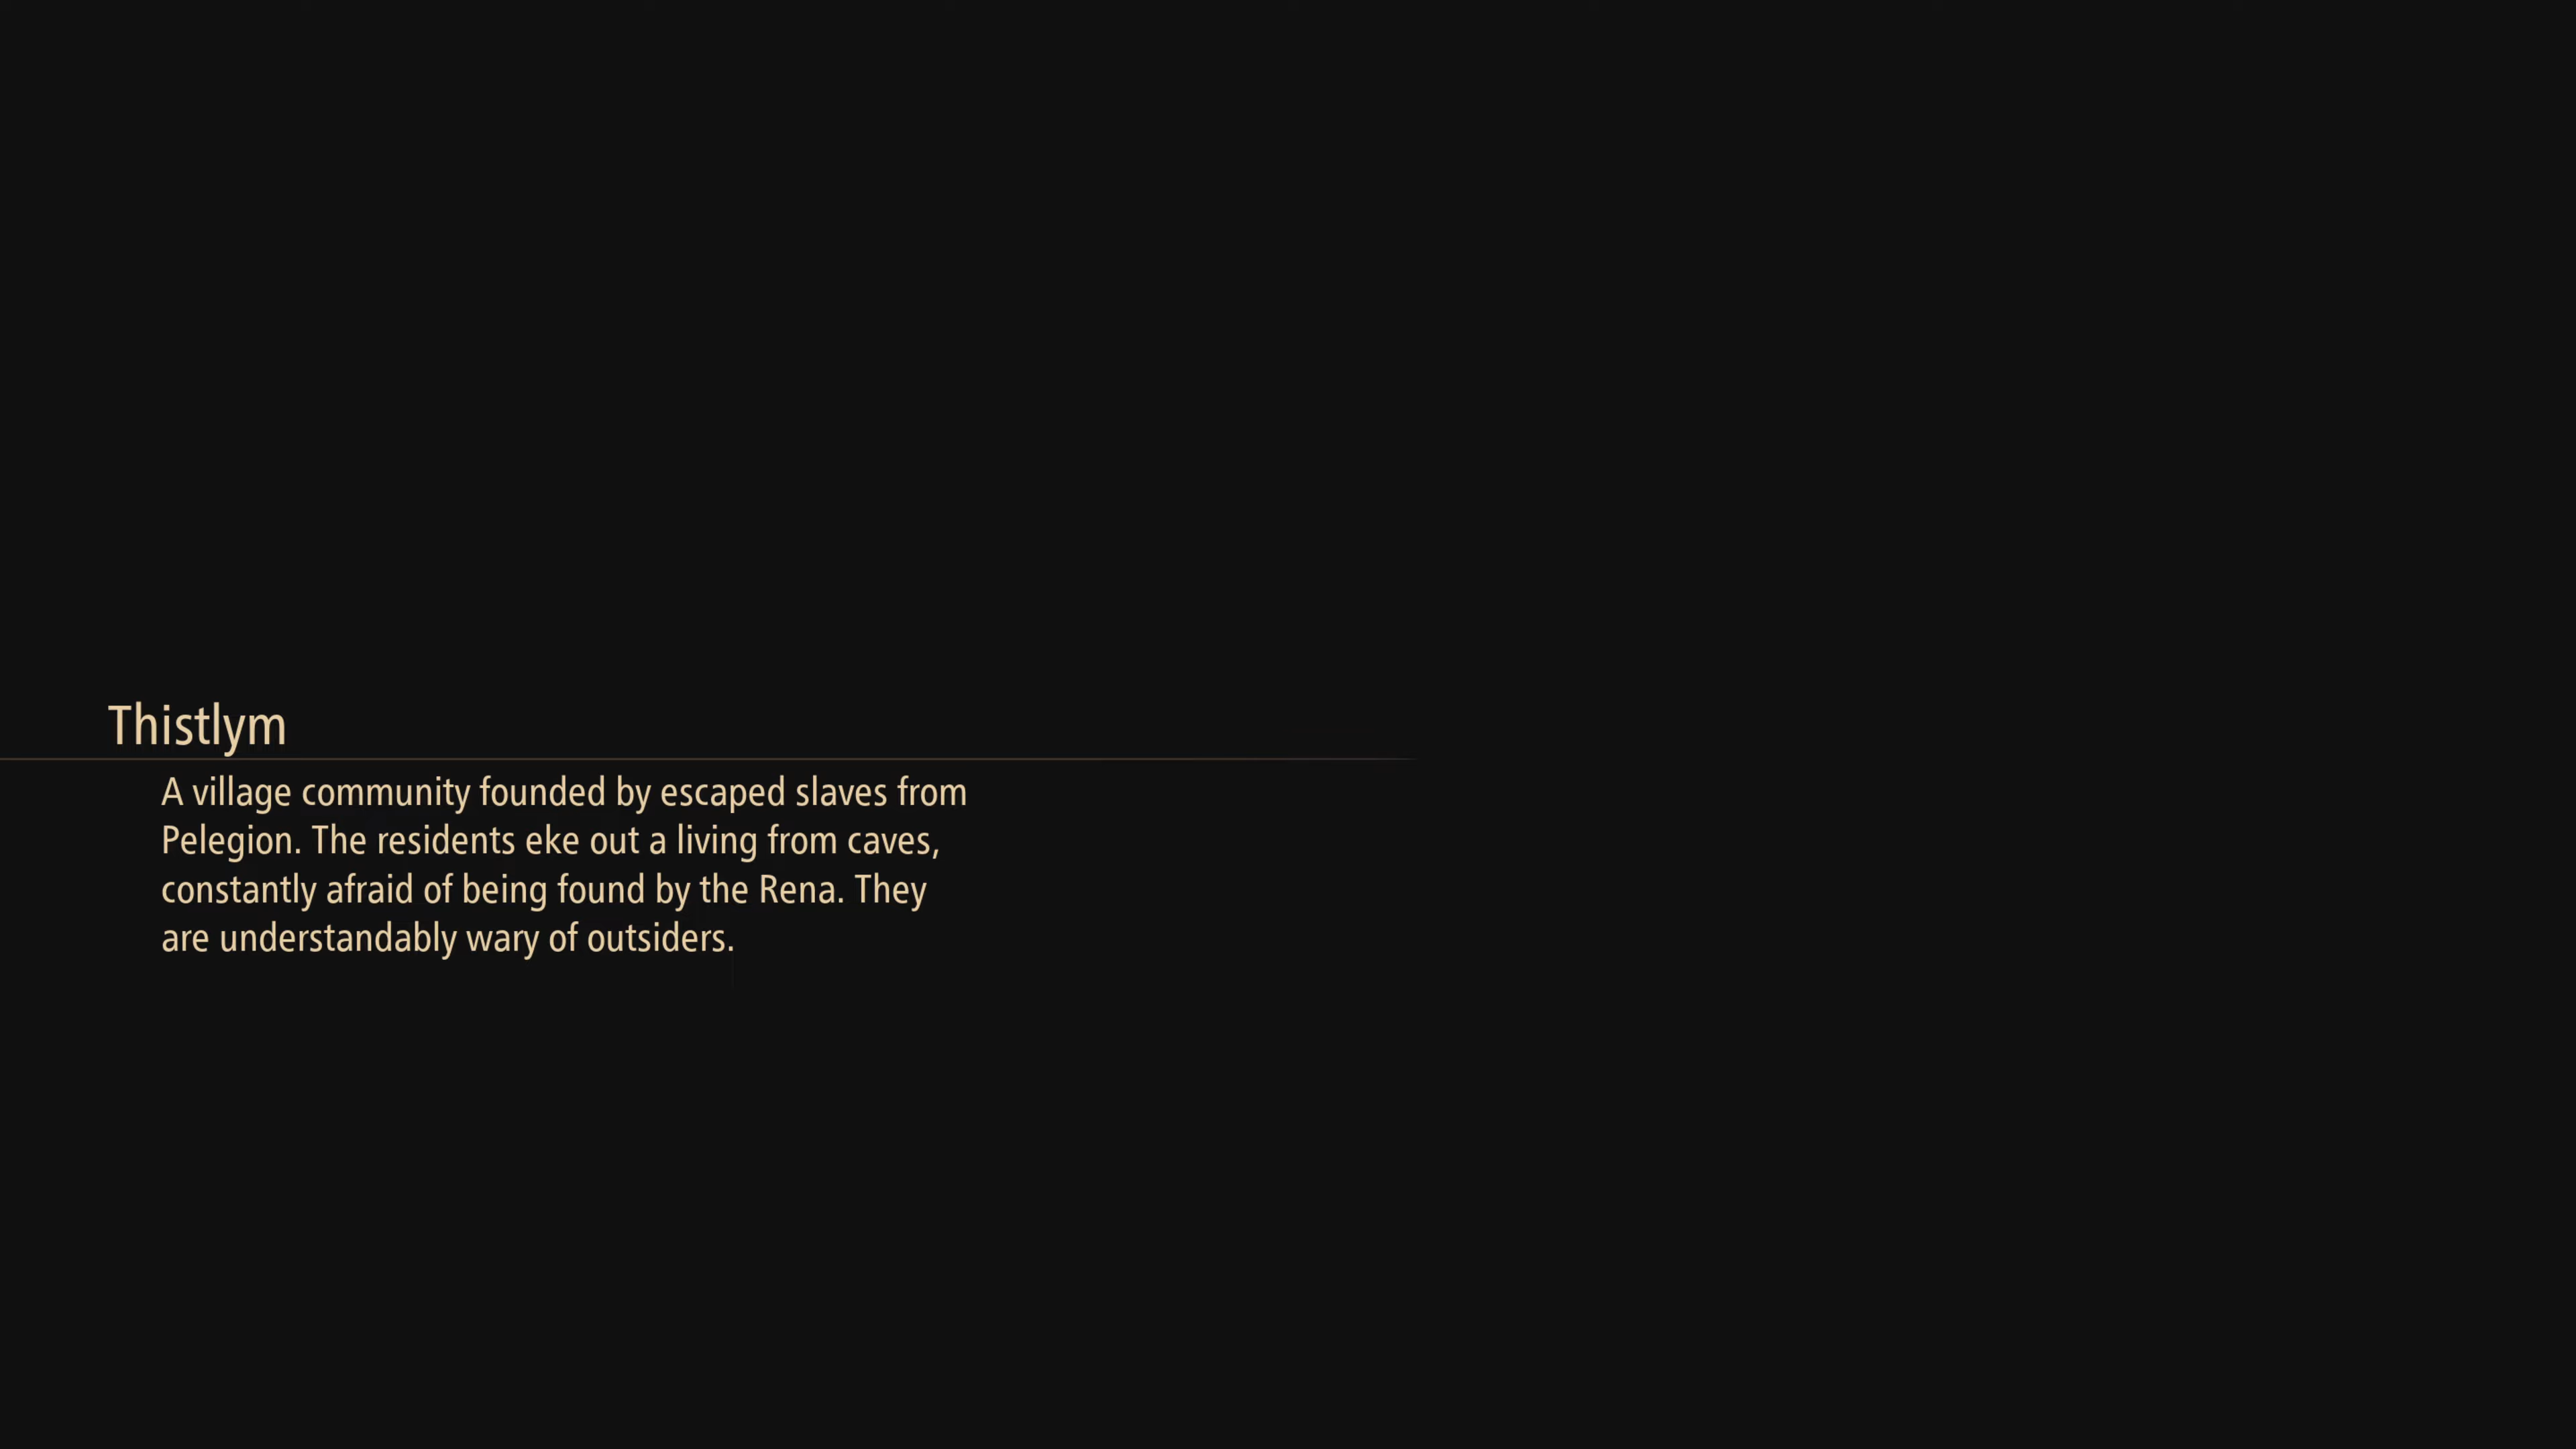 Thistlym
A village community founded by escaped slaves from
Pelegion. The residents eke out a living from caves,
constantly afraid of being found by the Rena. They
are understandably wary of outsiders.